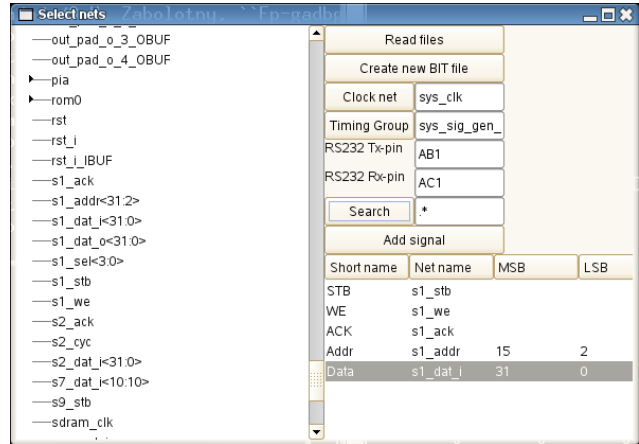 Select nets
Zabolotny, ``Fp-gadbg
out_pad_o_3_OBUF
out_pad_o_4_OBUF
pia
rom0
rst
rst_i
rst_i_IBUF
s1_ack
s1_addr<31:2>
s1_dat_i<31:0>
s1_dat_o<31:0>
s1_sel<3:0>
s1_stb
s1_we
s2_ack
s2_cyc
s2_dat_i<31:0>
s7_dat_i<10:10>
s9_stb
sdram_clk
Read files
Create new BIT file
Clock net sys_clk
Timing Group sys_sig_gen_
RS232 Tx-pin AB1
RS232 Rx-pin AC1
Search .*
Add signal
Short name Net name MSB LSB
STB s1_stb
WE s1_we
ACK s1_ack
Addr s1_addr 15 2
Data s1_dat_i 31 0